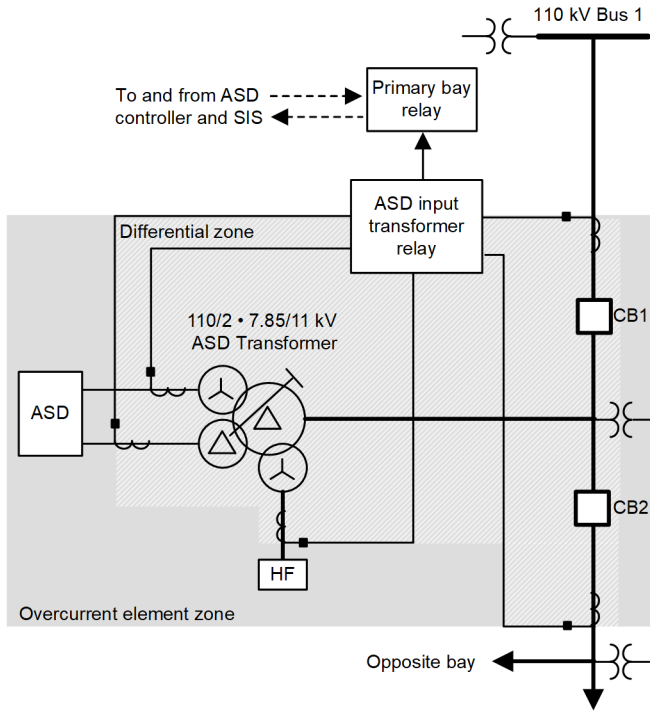 110 kV Bus 1
To and from ASD
controller and SIS
Primary bay
relay
ASD input
transformer
relay
Differential zone
CB1
110/2 • 7.85/11 kV
ASD Transformer
ASD
CB2
HF
Overcurrent element zone
Opposite bay